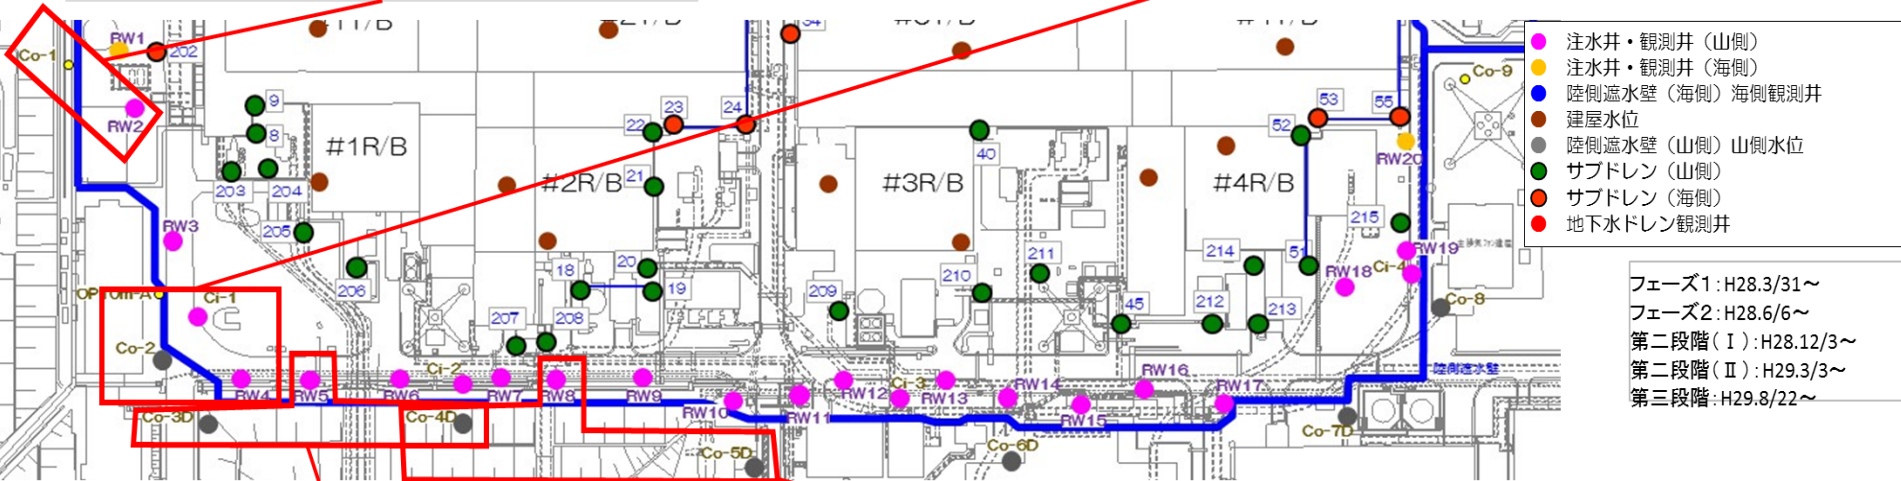 Co-1
RW1
202
RW2
9
8
203
204
#1R/B
205
206
RW3
OP10m-A
Ci-1
Co-2
RW4
RW5
RW6
Ci-2
RW7
RW8
RW9
RW10
RW11
RW12
Ci-3
RW13
RW14
RW15
RW16
RW17
207
208
18
19
20
21
22
23
24
#2R/B
#3R/B
40
209
210
211
45
212
213
214
215
51
52
53
55
#4R/B
RW20
RW19
RW18
Ci-4
Co-9
Co-8
陸側遮水壁
Co-3D
Co-4D
Co-5D
Co-6D
Co-7D
注水井・観測井（山側）
注水井・観測井（海側）
陸側遮水壁（海側）海側観測井
建屋水位
陸側遮水壁（山側）山側水位
サブドレン（山側）
サブドレン（海側）
地下水ドレン観測井
フェーズ1：H28.3/31～
フェーズ2：H28.6/6～
第二段階（Ⅰ）：H28.12/3～
第二段階（Ⅱ）：H29.3/3～
第三段階：H29.8/22～